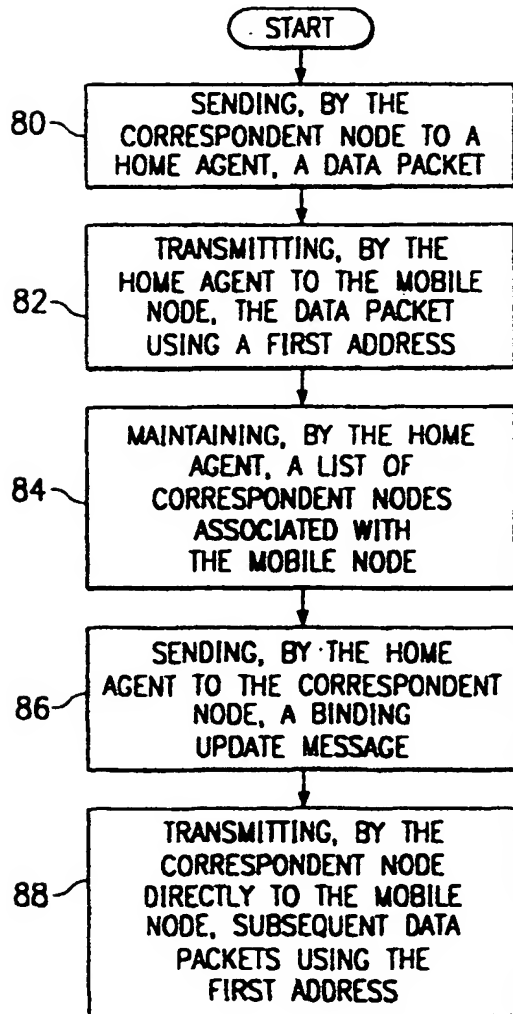 START
80
SENDING, BY THE
CORRESPONDENT NODE TO A
HOME AGENT, A DATA PACKET
82
TRANSMITTTING, BY THE
HOME AGENT TO THE MOBILE
NODE, THE DATA PACKET
USING A FIRST ADDRESS
84
MAINTAINING, BY THE HOME
AGENT, A LIST OF
CORRESPONDENT NODES
ASSOCIATED WITH
THE MOBILE NODE
86
SENDING, BY THE HOME
AGENT TO THE CORRESPONDENT
NODE, A BINDING
UPDATE MESSAGE
88
TRANSMITTING, BY THE
CORRESPONDENT NODE
DIRECTLY TO THE MOBILE
NODE, SUBSEQUENT DATA
PACKETS USING THE
FIRST ADDRESS